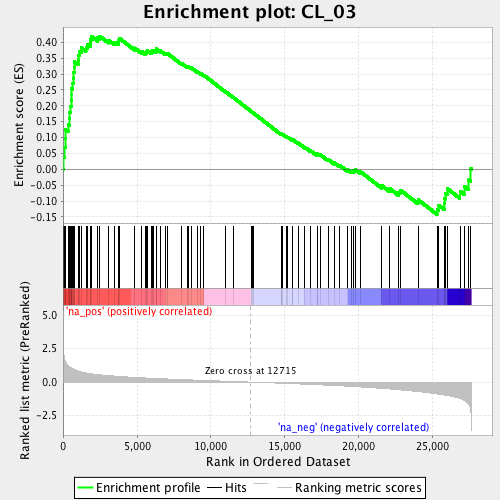 Enrichment plot: CL_03
Enrichment score (ES)
0.40
0.35
0.30
0.25
0.20
0.15
0.10
0.05
0.00
-0.05
-0.10
-0.15
'na_pos' (positively correlated)
Ranked list metric (PreRanked)
5.0
2.5
0.0
-2.5
Zero cross at 12715
'na_neg' (negatively correlated)
0
5,000
10,000
15,000
20,000
25,000
Rank in Ordered Dataset
Enrichment profile
Hits
Ranking metric scores